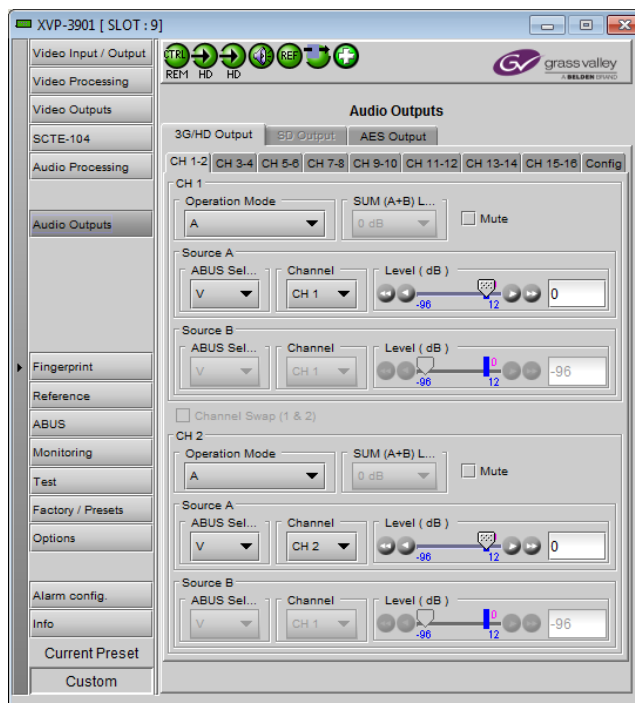 XVP-3901 [ SLOT : 9]
Video Input / Output
Video Processing
Video Outputs
SCTE-104
Audio Processing
Audio Outputs
Fingerprint
Reference
ABUS
Monitoring
Test
Factory / Presets
Options
Alarm config.
Info
Current Preset
Custom
CTRL REF
REM HD HD
GV grass valley
A BELDEN BRAND
Audio Outputs
3G/HD Output SD Output AES Output
CH 1-2 CH 3-4 CH 5-6 CH 7-8 CH 9-10 CH 11-12 CH 13-14 CH 15-16 Config
CH 1
Operation Mode SUM (A+B) L...
A 0 dB Mute
Source A
ABUS Sel... Channel Level ( dB )
V CH 1 0
-96 12
Source B
ABUS Sel... Channel Level ( dB )
0
V CH 1 -96
-96 12
Channel Swap (1 & 2)
CH 2
Operation Mode SUM (A+B) L...
A 0 dB Mute
Source A
ABUS Sel... Channel Level ( dB )
V CH 2 0
-96 12
Source B
ABUS Sel... Channel Level ( dB )
0
V CH 1 -96
-96 12